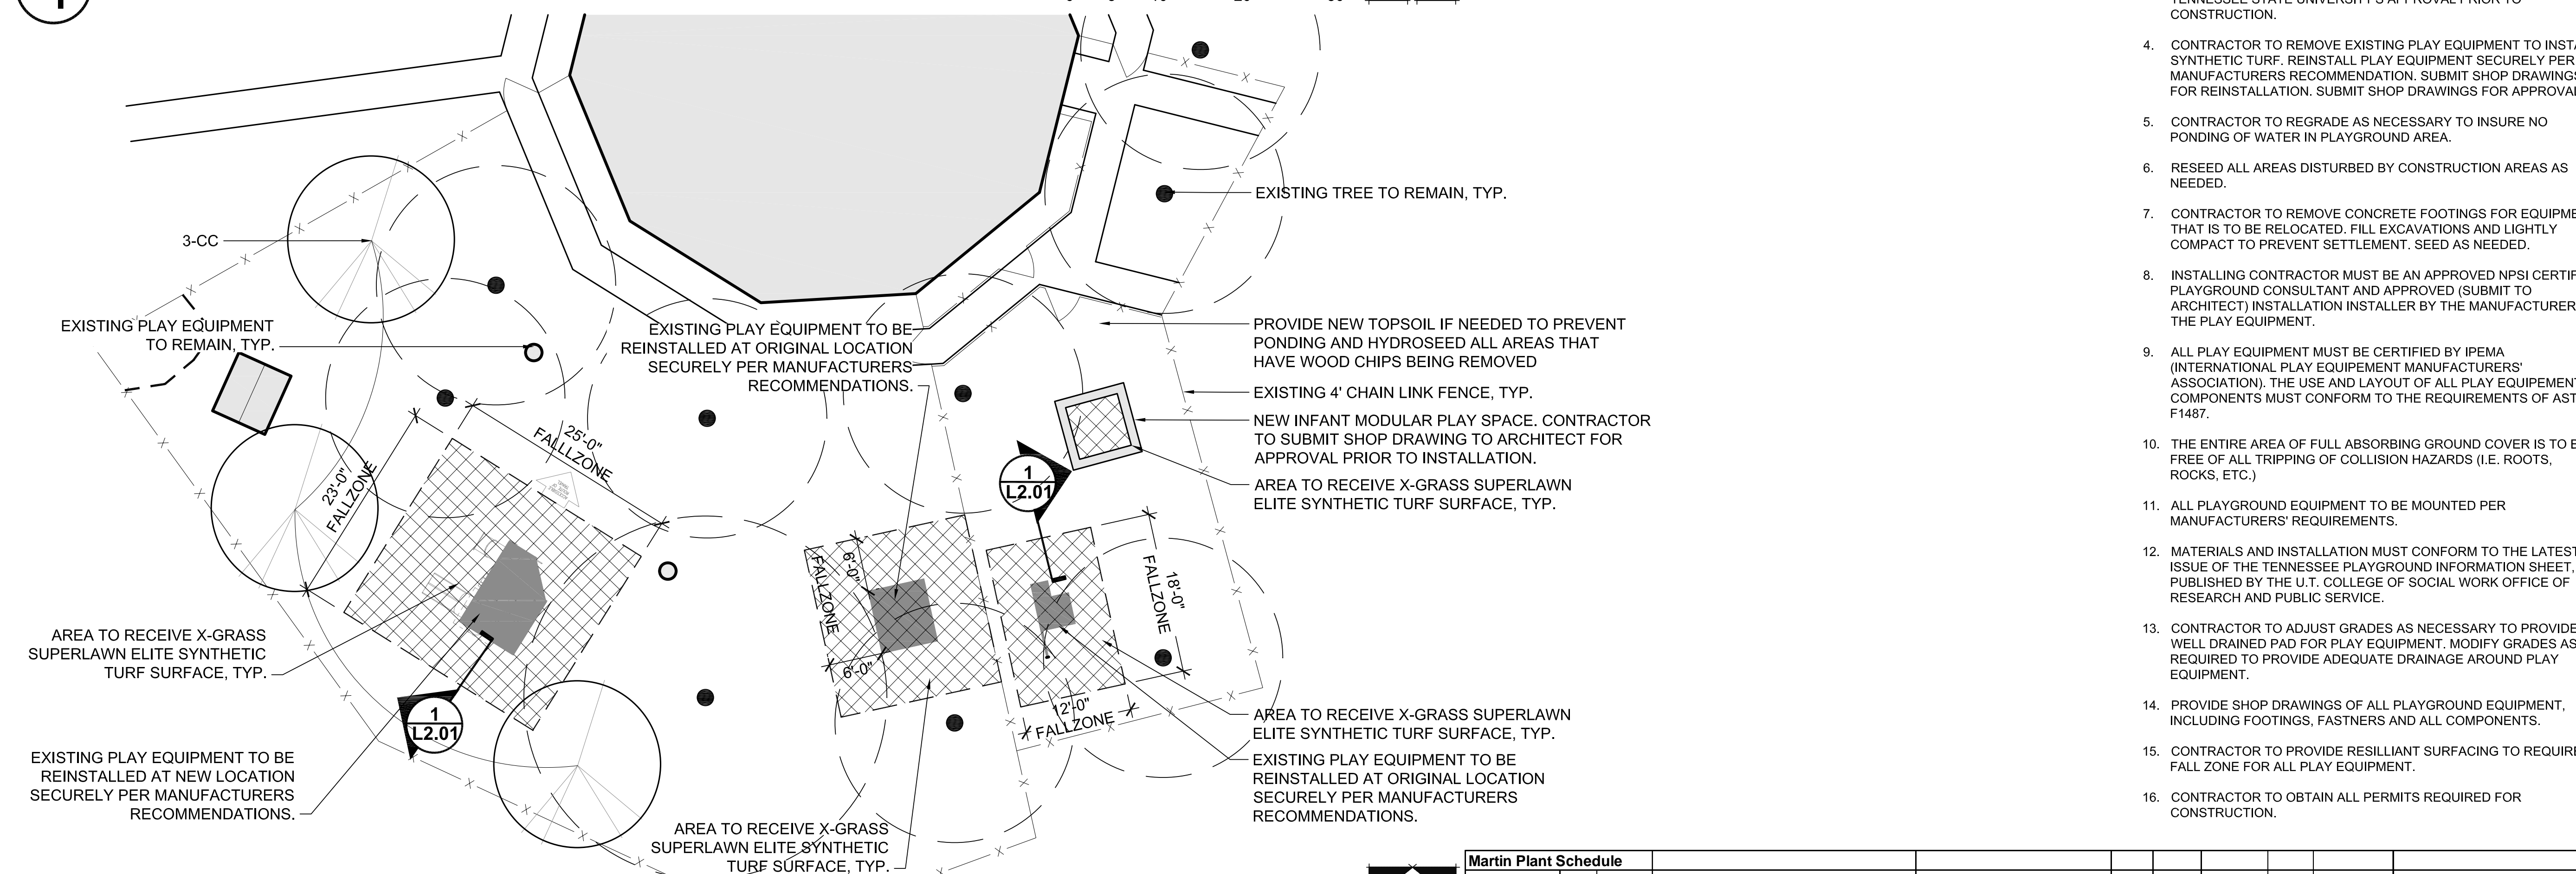 1
3-CC
EXISTING PLAY EQUIPMENT
TO REMAIN, TYP.
EXISTING PLAY EQUIPMENT TO BE
REINSTALLED AT ORIGINAL LOCATION
SECURELY PER MANUFACTURERS
RECOMMENDATIONS.
25'-0"
FALLZONE
23'-0"
FALLZONE
AREA TO RECEIVE X-GRASS
SUPERLAWN ELITE SYNTHETIC
TURF SURFACE, TYP.
EXISTING PLAY EQUIPMENT TO BE
REINSTALLED AT NEW LOCATION
SECURELY PER MANUFACTURERS
RECOMMENDATIONS.
1
L2.01
AREA TO RECEIVE X-GRASS
SUPERLAWN ELITE SYNTHETIC
TURF SURFACE, TYP.
6'-0"
FALLZONE
6'-0"
1
L2.01
18'-0"
FALLZONE
12'-0"
FALLZONE
EXISTING TREE TO REMAIN, TYP.
PROVIDE NEW TOPSOIL IF NEEDED TO PREVENT
PONDING AND HYDROSEED ALL AREAS THAT
HAVE WOOD CHIPS BEING REMOVED
EXISTING 4' CHAIN LINK FENCE, TYP.
NEW INFANT MODULAR PLAY SPACE. CONTRACTOR
TO SUBMIT SHOP DRAWING TO ARCHITECT FOR
APPROVAL PRIOR TO INSTALLATION.
AREA TO RECEIVE X-GRASS SUPERLAWN
ELITE SYNTHETIC TURF SURFACE, TYP.
AREA TO RECEIVE X-GRASS SUPERLAWN
ELITE SYNTHETIC TURF SURFACE, TYP.
EXISTING PLAY EQUIPMENT TO BE
REINSTALLED AT ORIGINAL LOCATION
SECURELY PER MANUFACTURERS
RECOMMENDATIONS.
TENNESSEE STATE UNIVERSITY'S APPROVAL PRIOR TO
CONSTRUCTION.
4. CONTRACTOR TO REMOVE EXISTING PLAY EQUIPMENT TO INSTA
SYNTHETIC TURF. REINSTALL PLAY EQUIPMENT SECURELY PER
MANUFACTURERS RECOMMENDATION. SUBMIT SHOP DRAWINGS
FOR REINSTALLATION. SUBMIT SHOP DRAWINGS FOR APPROVAL
5. CONTRACTOR TO REGRADE AS NECESSARY TO INSURE NO
PONDING OF WATER IN PLAYGROUND AREA.
6. RESEED ALL AREAS DISTURBED BY CONSTRUCTION AREAS AS
NEEDED.
7. CONTRACTOR TO REMOVE CONCRETE FOOTINGS FOR EQUIPME
THAT IS TO BE RELOCATED. FILL EXCAVATIONS AND LIGHTLY
COMPACT TO PREVENT SETTLEMENT. SEED AS NEEDED.
8. INSTALLING CONTRACTOR MUST BE AN APPROVED NPSI CERTIF
PLAYGROUND CONSULTANT AND APPROVED (SUBMIT TO
ARCHITECT) INSTALLATION INSTALLER BY THE MANUFACTURER
THE PLAY EQUIPMENT.
9. ALL PLAY EQUIPMENT MUST BE CERTIFIED BY IPEMA
(INTERNATIONAL PLAY EQUIPEMENT MANUFACTURERS'
ASSOCIATION). THE USE AND LAYOUT OF ALL PLAY EQUIPEMENT
COMPONENTS MUST CONFORM TO THE REQUIREMENTS OF AST
F1487.
10. THE ENTIRE AREA OF FULL ABSORBING GROUND COVER IS TO B
FREE OF ALL TRIPPING OF COLLISION HAZARDS (I.E. ROOTS,
ROCKS, ETC.)
11. ALL PLAYGROUND EQUIPMENT TO BE MOUNTED PER
MANUFACTURERS' REQUIREMENTS.
12. MATERIALS AND INSTALLATION MUST CONFORM TO THE LATEST
ISSUE OF THE TENNESSEE PLAYGROUND INFORMATION SHEET,
PUBLISHED BY THE U.T. COLLEGE OF SOCIAL WORK OFFICE OF
RESEARCH AND PUBLIC SERVICE.
13. CONTRACTOR TO ADJUST GRADES AS NECESSARY TO PROVIDE
WELL DRAINED PAD FOR PLAY EQUIPMENT. MODIFY GRADES AS
REQUIRED TO PROVIDE ADEQUATE DRAINAGE AROUND PLAY
EQUIPMENT.
14. PROVIDE SHOP DRAWINGS OF ALL PLAYGROUND EQUIPMENT,
INCLUDING FOOTINGS, FASTNERS AND ALL COMPONENTS.
15. CONTRACTOR TO PROVIDE RESILLIANT SURFACING TO REQUIRE
FALL ZONE FOR ALL PLAY EQUIPMENT.
16. CONTRACTOR TO OBTAIN ALL PERMITS REQUIRED FOR
CONSTRUCTION.
Martin Plant Schedule